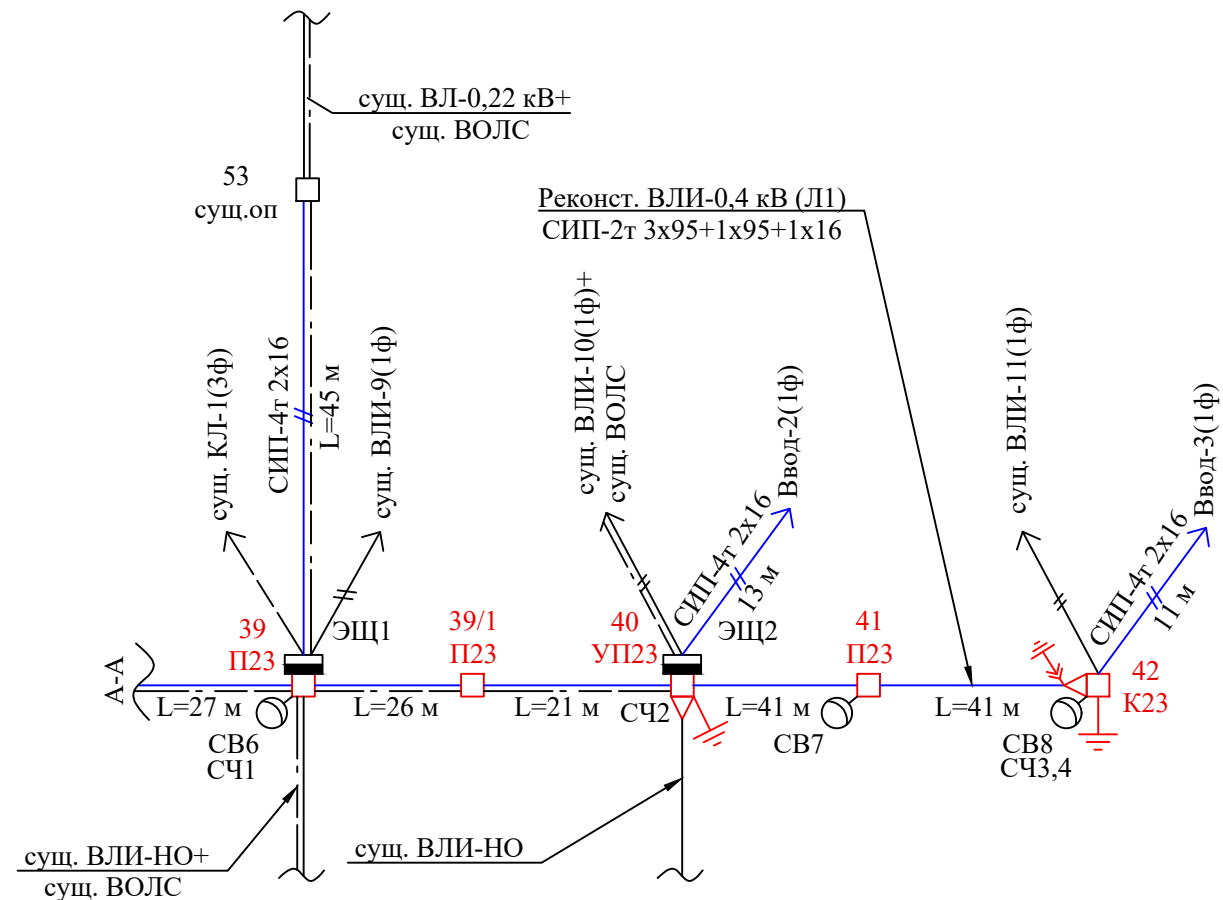 сущ. ВЛ-0,22 кВ+
сущ. ВОЛС
53
сущ.оп
Реконст. ВЛИ-0,4 кВ (Л1)
СИП-2т 3х95+1х95+1х16
сущ. КЛ-1(3ф)
СИП-4т 2х16
L=45 м
сущ. ВЛИ-9(1ф)
сущ. ВЛИ-10(1ф)+
сущ. ВОЛС
СИП-4т 2х16
13 м
Ввод-2(1ф)
сущ. ВЛИ-11(1ф)
СИП-4т 2х16
11 м
Ввод-3(1ф)
А-А
39
П23
ЭЩ1
39/1
П23
40
УП23
ЭЩ2
41
П23
42
К23
L=27 м
L=26 м
L=21 м
СЧ2
L=41 м
L=41 м
СВ6
СЧ1
СВ7
СВ8
СЧ3,4
сущ. ВЛИ-НО+
сущ. ВОЛС
сущ. ВЛИ-НО